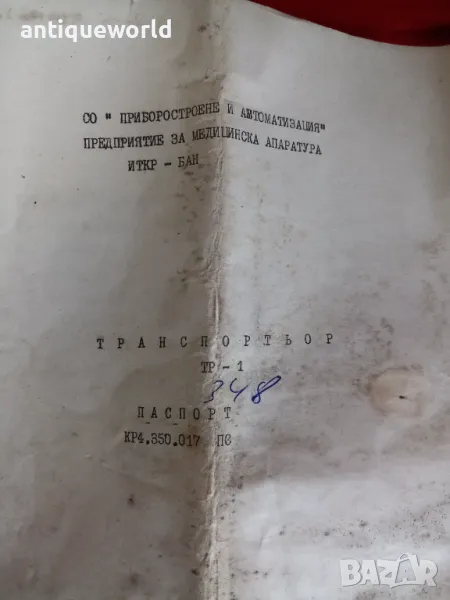 antiqueworld
СО " ПРИБОРОСТРОЕНЕ И АВТОМАТИЗАЦИЯ"
ПРЕДПРИЯТИЕ ЗА МЕДИЦИНСКА АПАРАТУРА
ИТКР - БАН
ТРАНСПОРТЬОР
ТР - 1
348
ПАСПОРТ
КР4.350.017 ПС
bazar